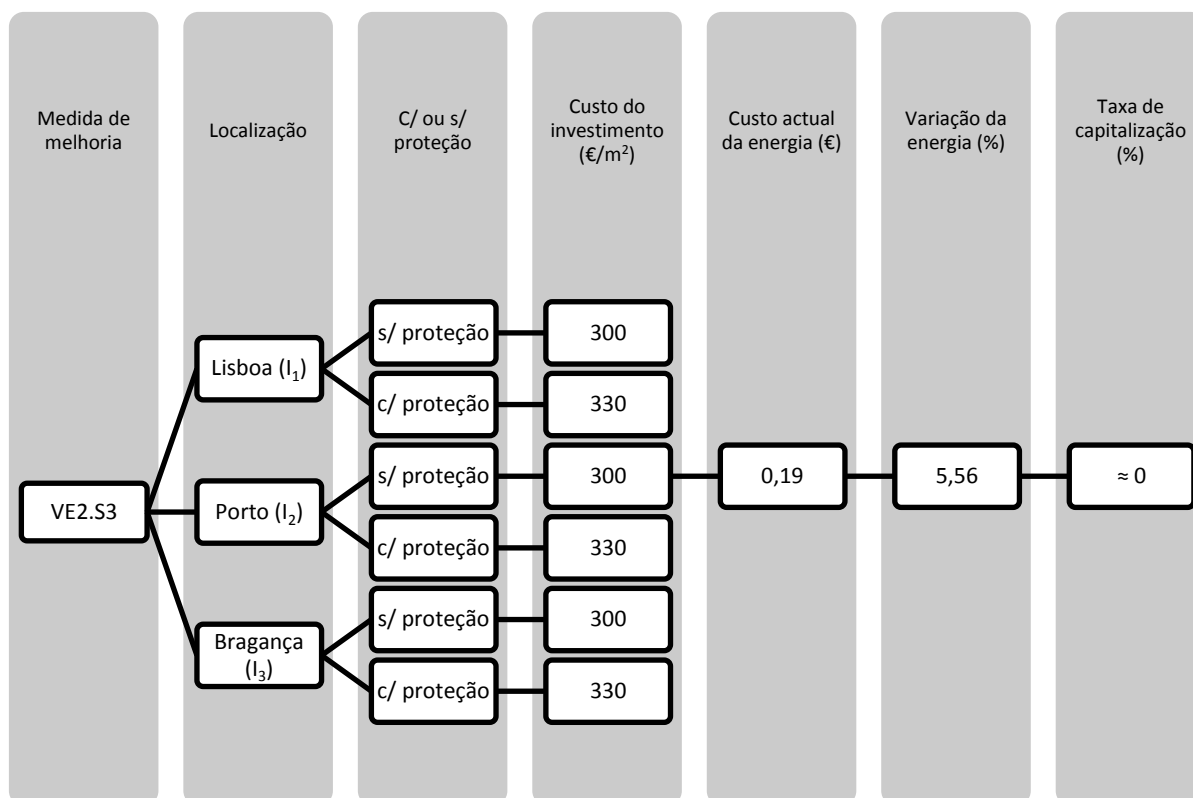 Medida de
melhoria
Localização
C/ ou s/
proteção
Custo do
investimento
(€/m²)
Custo actual
da energia (€)
Variação da
energia (%)
Taxa de
capitalização
(%)
VE2.S3
Lisboa (I₁)
s/ proteção
300
c/ proteção
330
Porto (I₂)
s/ proteção
300
0,19
5,56
≈ 0
c/ proteção
330
Bragança
(I₃)
s/ proteção
300
c/ proteção
330